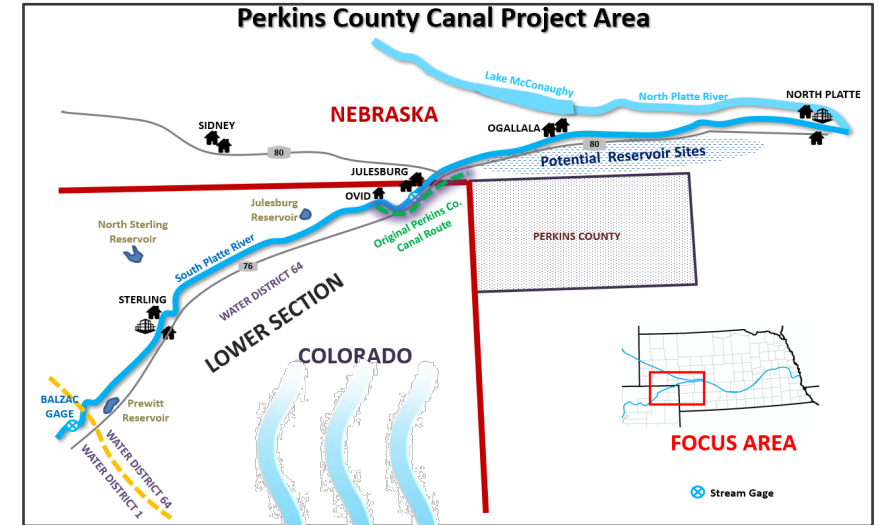 Perkins County Canal Project Area
Lake McConaughy
North Platte River
NORTH PLATTE
NEBRASKA
SIDNEY
OGALLALA
80
80
Potential Reservoir Sites
JULESBURG
OVID
Julesburg
Reservoir
Original Perkins Co.
Canal Route
North Sterling
Reservoir
PERKINS COUNTY
South Platte River
76
WATER DISTRICT 64
STERLING
LOWER SECTION
COLORADO
BALZAC
GAGE
Prewitt
Reservoir
WATER DISTRICT 64
WATER DISTRICT 1
FOCUS AREA
Stream Gage